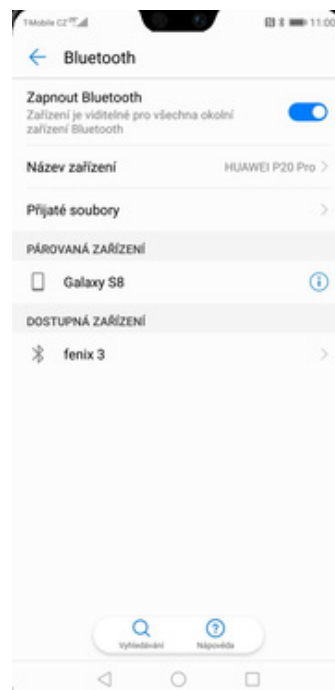 T-Mobile CZ
11:00
Bluetooth
Zapnout Bluetooth
Zařízení je viditelné pro všechna okolní
zařízení Bluetooth
Název zařízení HUAWEI P20 Pro
Přijaté soubory
PÁROVANÁ ZAŘÍZENÍ
Galaxy S8
DOSTUPNÁ ZAŘÍZENÍ
fenix 3
Vyhledávání Nápověda